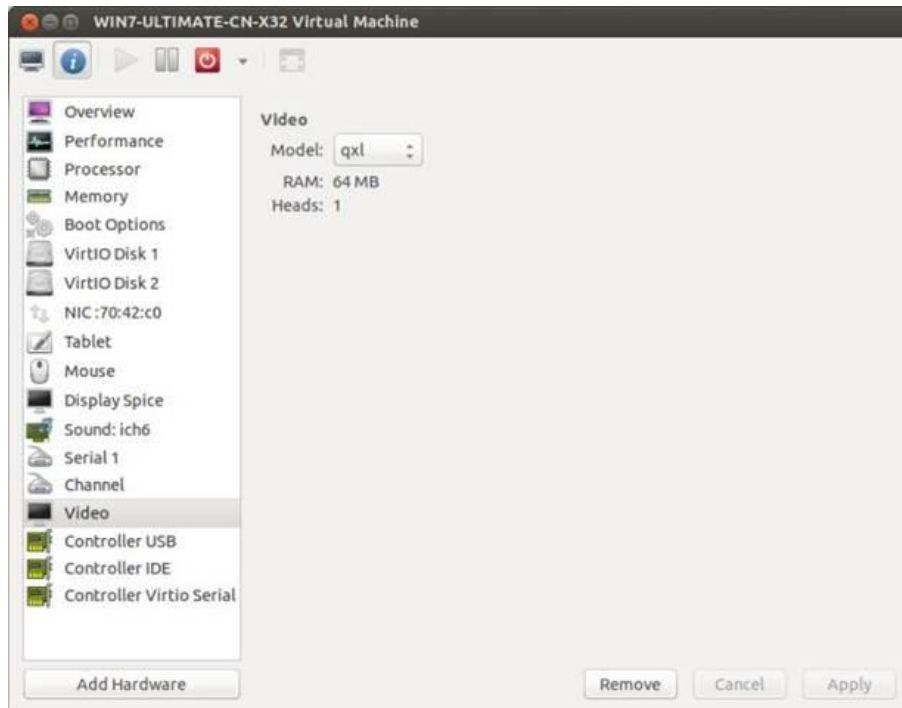 WIN7-ULTIMATE-CN-X32 Virtual Machine
Overview
Performance
Processor
Memory
Boot Options
VirtIO Disk 1
VirtIO Disk 2
NIC :70:42:c0
Tablet
Mouse
Display Spice
Sound: ich6
Serial 1
Channel
Video
Controller USB
Controller IDE
Controller Virtio Serial
Add Hardware
Video
Model: qxl
RAM: 64 MB
Heads: 1
Remove
Cancel
Apply